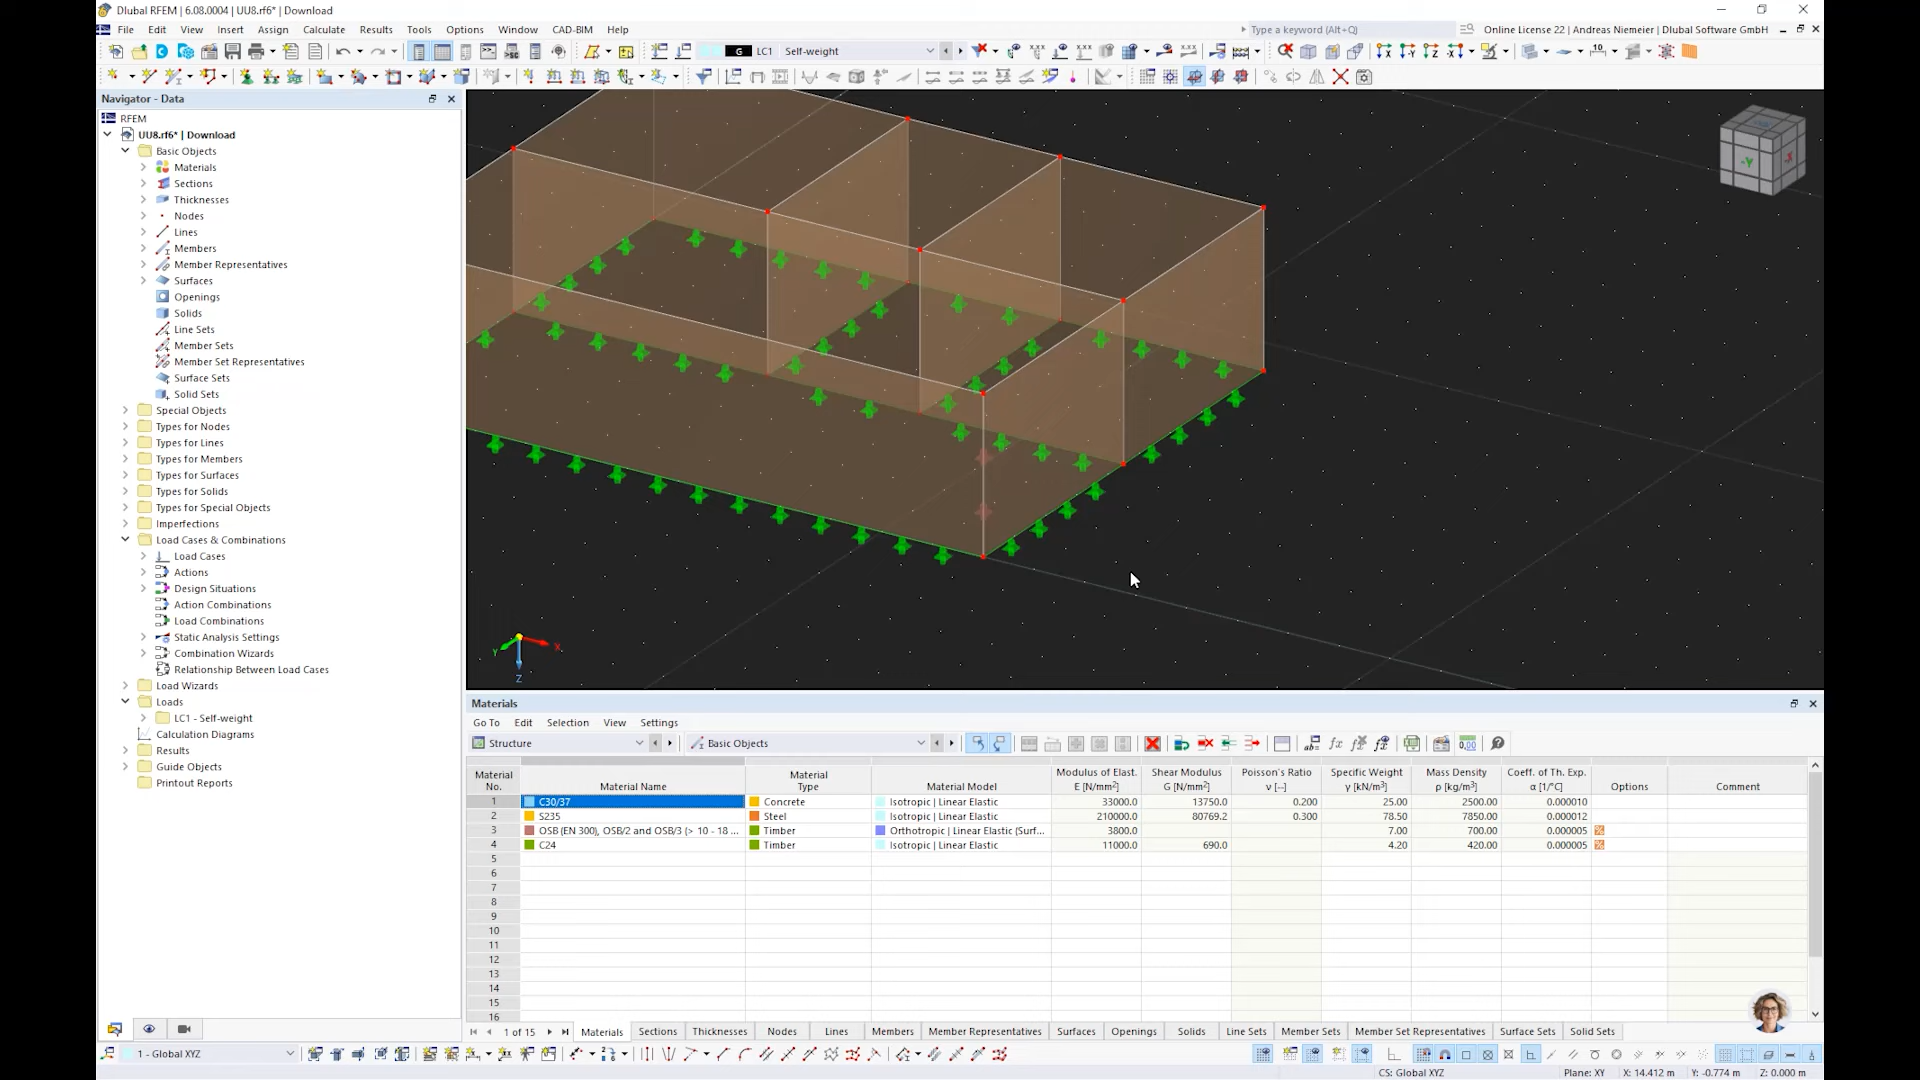 Dlubal RFEM | 6.08.0004 | UU8.rf6* | Download
File Edit View Insert Assign Calculate Results Tools Options Window CAD-BIM Help
Type a keyword (Alt+Q)
Online License 22 | Andreas Niemeier | Dlubal Software GmbH
G LC1 Self-weight
Navigator - Data
RFEM
UU8.rf6* | Download
Basic Objects
Materials
Sections
Thicknesses
Nodes
Lines
Members
Member Representatives
Surfaces
Openings
Solids
Line Sets
Member Sets
Member Set Representatives
Surface Sets
Solid Sets
Special Objects
Types for Nodes
Types for Lines
Types for Members
Types for Surfaces
Types for Solids
Types for Special Objects
Imperfections
Load Cases & Combinations
Load Cases
Actions
Design Situations
Action Combinations
Load Combinations
Static Analysis Settings
Combination Wizards
Relationship Between Load Cases
Load Wizards
Loads
LC1 - Self-weight
Calculation Diagrams
Results
Guide Objects
Printout Reports
-Y
X
Y
Z
Materials
Go To Edit Selection View Settings
Structure
Basic Objects
Material No. Material Name Material Type Material Model Modulus of Elast. E [N/mm²] Shear Modulus G [N/mm²] Poisson's Ratio ν [--] Specific Weight γ [kN/m³] Mass Density ρ [kg/m³] Coeff. of Th. Exp. α [1/°C] Options Comment
1 C30/37 Concrete Isotropic | Linear Elastic 33000.0 13750.0 0.200 25.00 2500.00 0.000010
2 S235 Steel Isotropic | Linear Elastic 210000.0 80769.2 0.300 78.50 7850.00 0.000012
3 OSB (EN 300), OSB/2 and OSB/3 (> 10 - 18 ... Timber Orthotropic | Linear Elastic (Surf... 3800.0 7.00 700.00 0.000005
4 C24 Timber Isotropic | Linear Elastic 11000.0 690.0 4.20 420.00 0.000005
5
6
7
8
9
10
11
12
13
14
15
16
1 of 15 Materials Sections Thicknesses Nodes Lines Members Member Representatives Surfaces Openings Solids Line Sets Member Sets Member Set Representatives Surface Sets Solid Sets
1 - Global XYZ
CS: Global XYZ Plane: XY X: 14.412 m Y: -0.774 m Z: 0.000 m